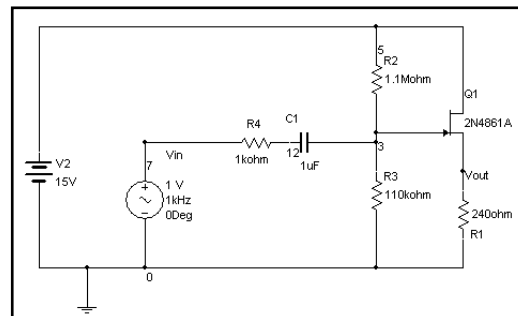 5
R2
1.1Mohm
Q1
2N4861A
R4
1kohm
C1
12
1uF
3
Vin
7
V2
15V
1 V
1kHz
0Deg
R3
110kohm
Vout
240ohm
R1
0